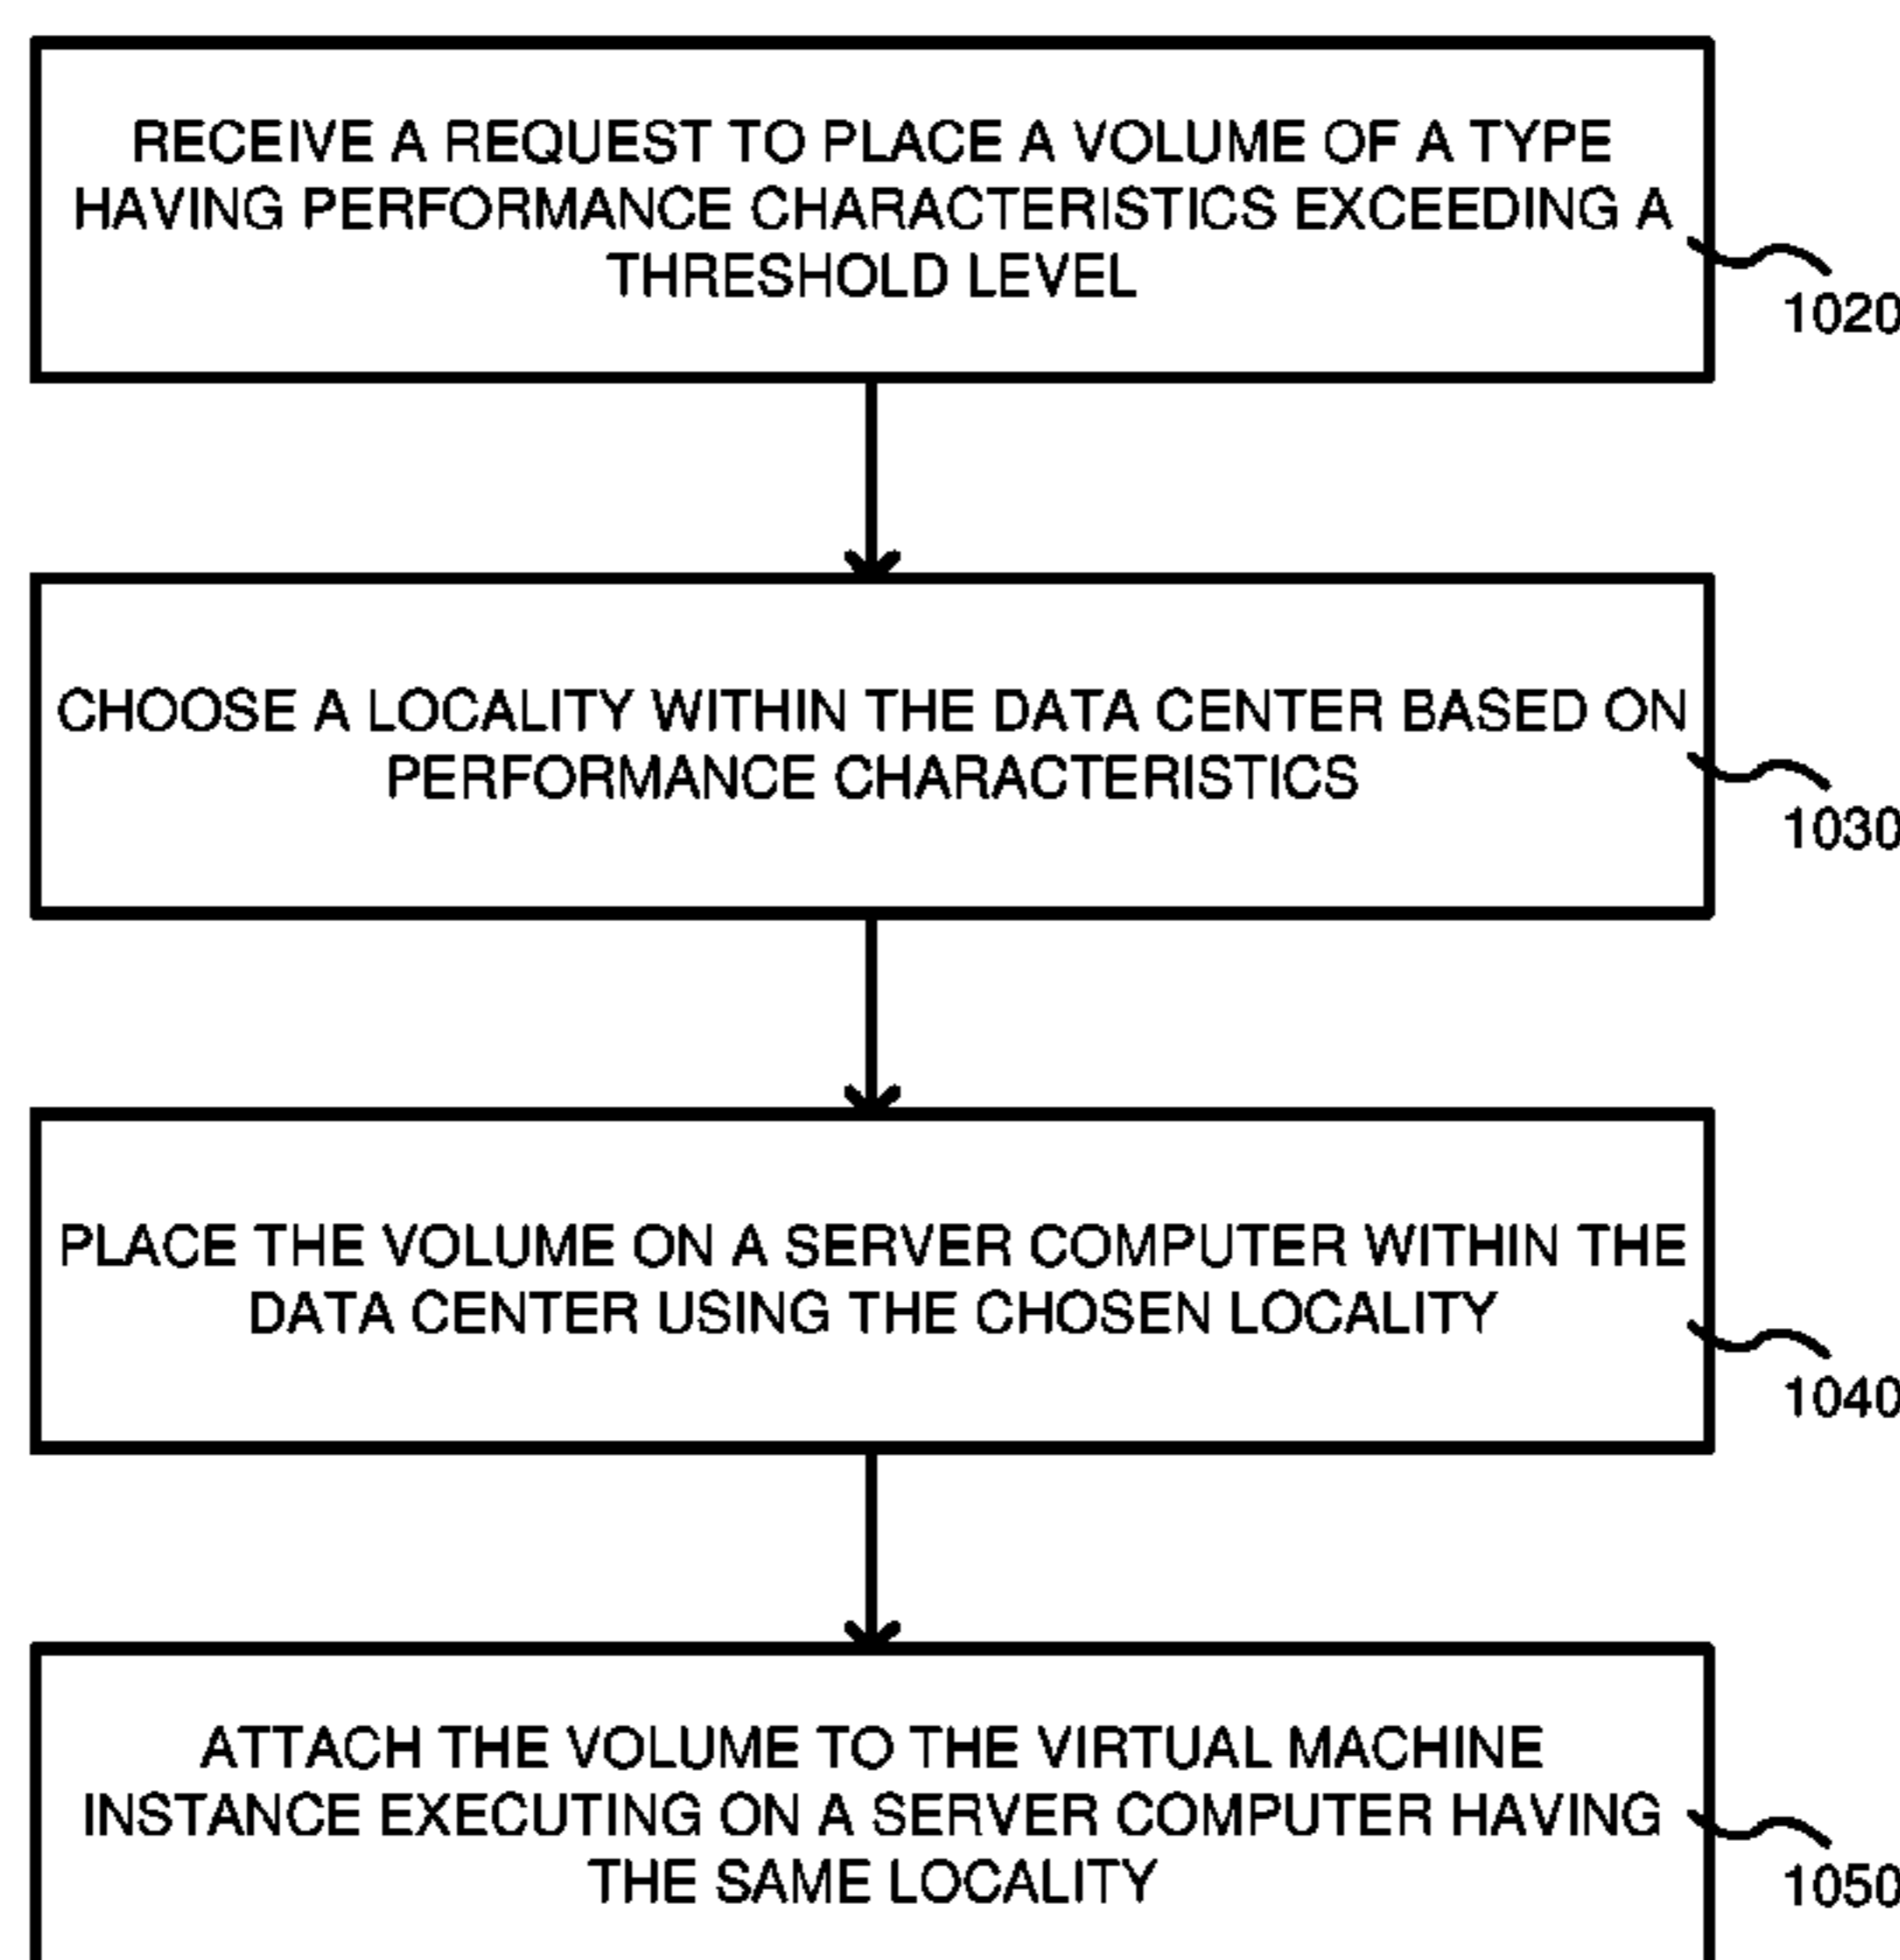 RECEIVE A REQUEST TO PLACE A VOLUME OF A TYPE
HAVING PERFORMANCE CHARACTERISTICS EXCEEDING A
THRESHOLD LEVEL
1020
CHOOSE A LOCALITY WITHIN THE DATA CENTER BASED ON
PERFORMANCE CHARACTERISTICS
1030
PLACE THE VOLUME ON A SERVER COMPUTER WITHIN THE
DATA CENTER USING THE CHOSEN LOCALITY
1040
ATTACH THE VOLUME TO THE VIRTUAL MACHINE
INSTANCE EXECUTING ON A SERVER COMPUTER HAVING
THE SAME LOCALITY
1050